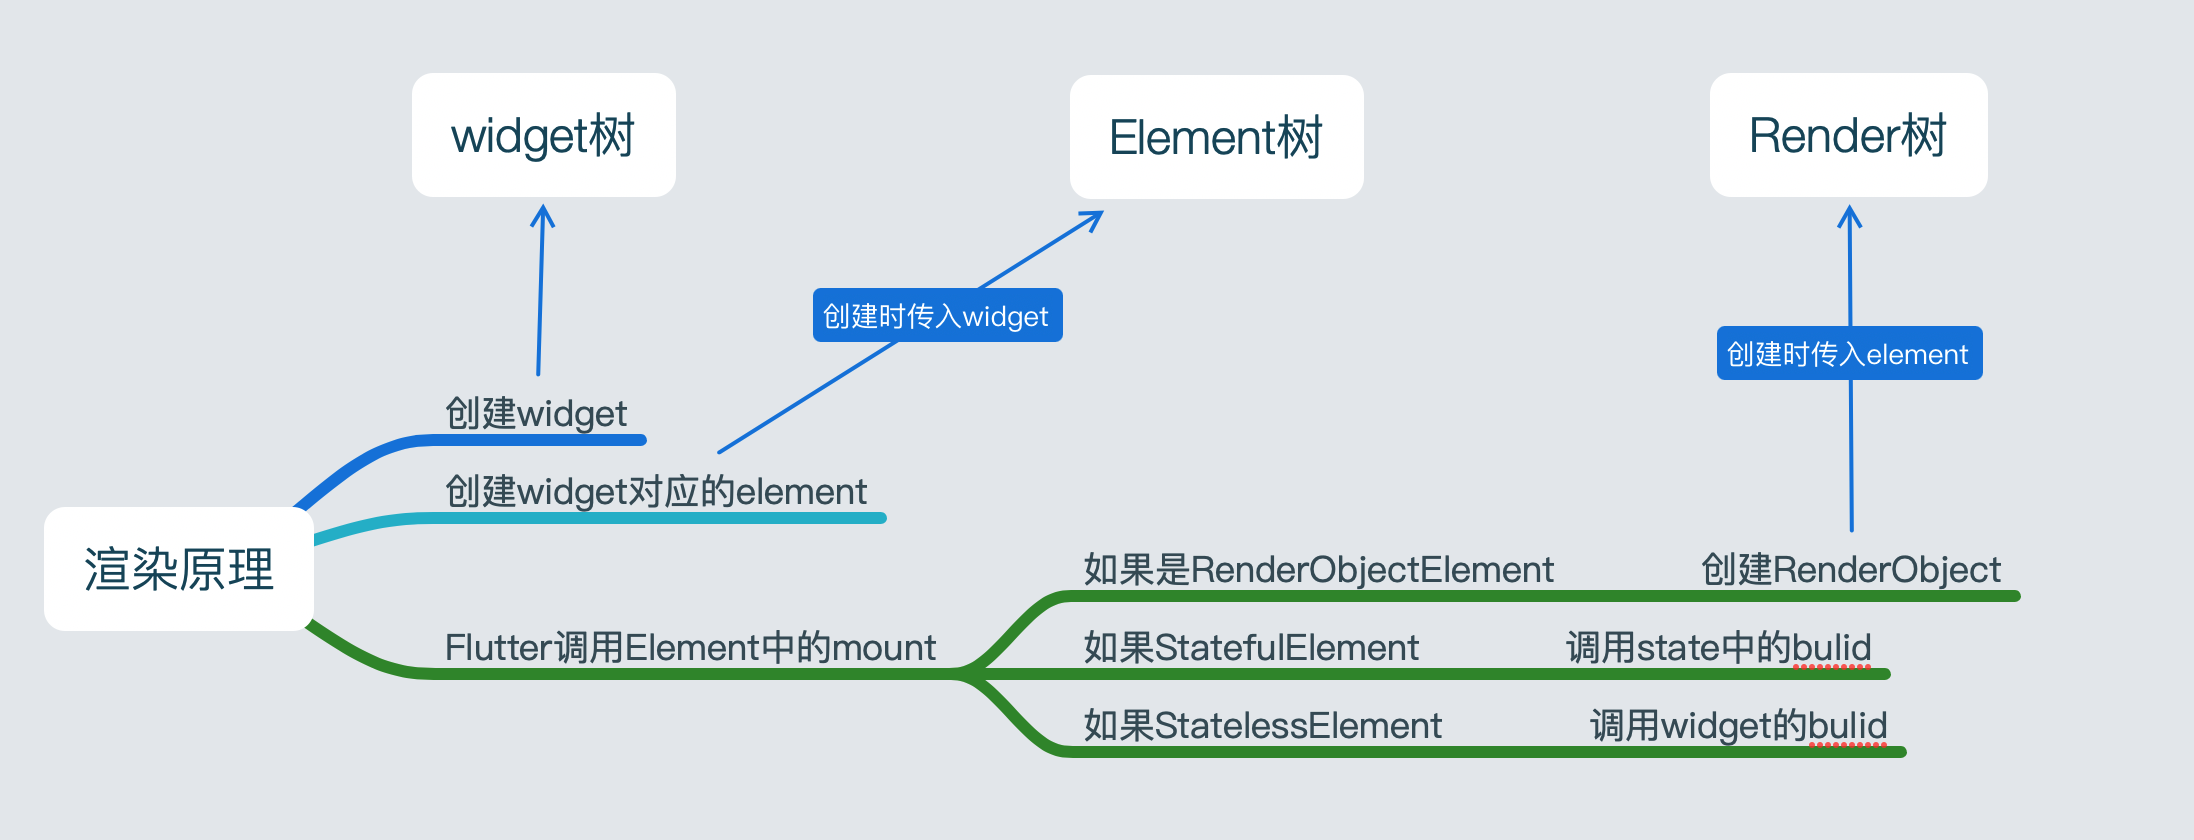 widget树
Element树
Render树
创建时传入widget
创建时传入element
创建widget
创建widget对应的element
渲染原理
如果是RenderObjectElement 创建RenderObject
Flutter调用Element中的mount
如果StatefulElement 调用state中的bulid
如果StatelessElement 调用widget的bulid